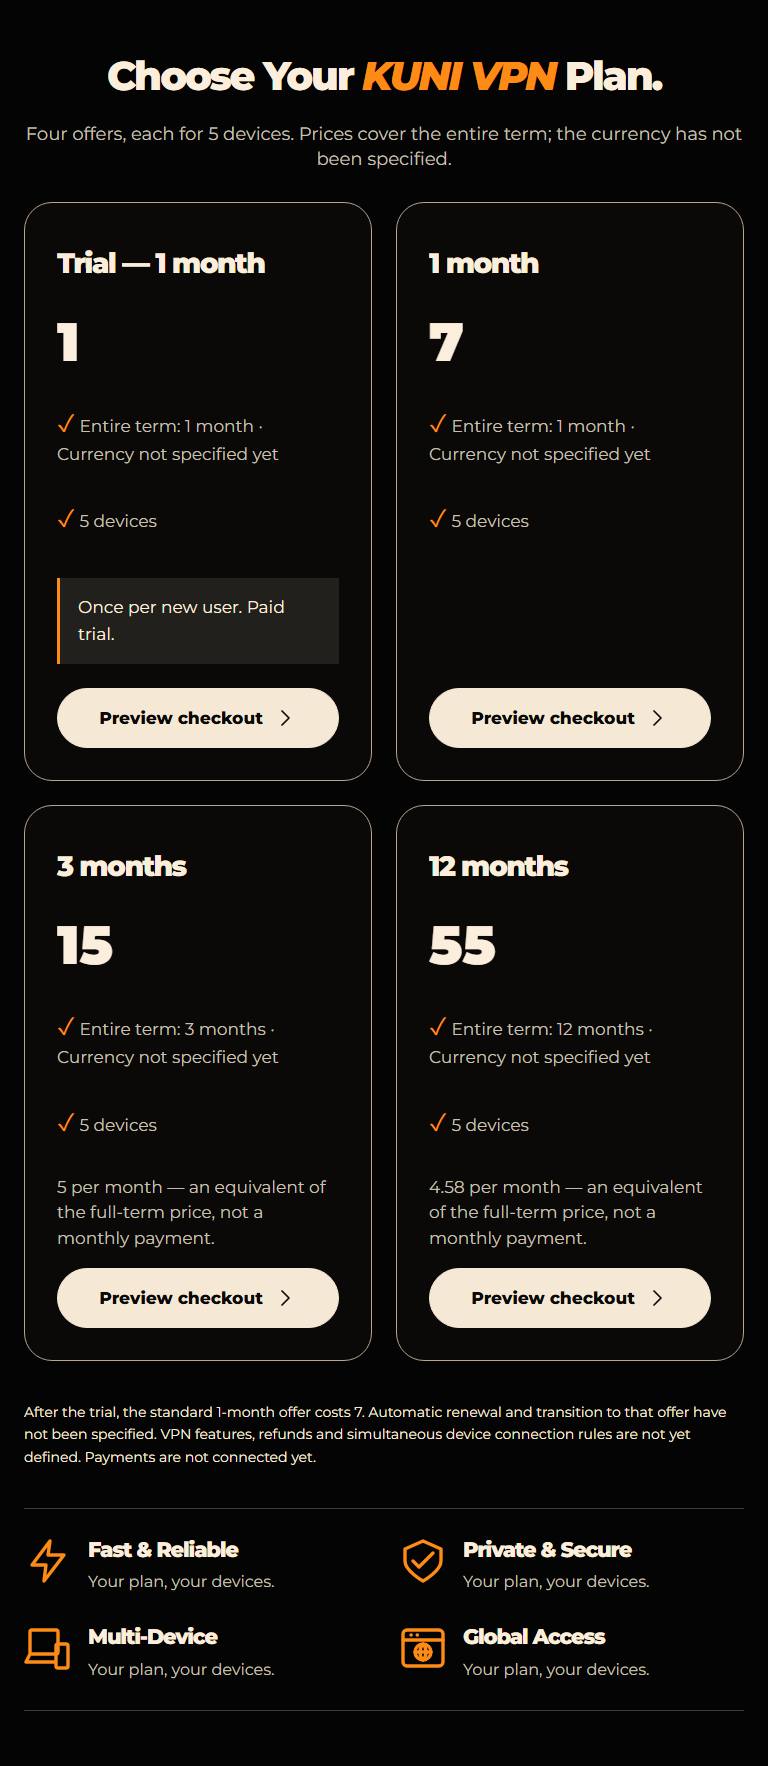 Choose Your KUNI VPN Plan.
Four offers, each for 5 devices. Prices cover the entire term; the currency has not
been specified.
Trial — 1 month
1
✓ Entire term: 1 month ·
Currency not specified yet
✓ 5 devices
Once per new user. Paid
trial.
Preview checkout
1 month
7
✓ Entire term: 1 month ·
Currency not specified yet
✓ 5 devices
Preview checkout
3 months
15
✓ Entire term: 3 months ·
Currency not specified yet
✓ 5 devices
5 per month — an equivalent of
the full-term price, not a
monthly payment.
Preview checkout
12 months
55
✓ Entire term: 12 months ·
Currency not specified yet
✓ 5 devices
4.58 per month — an equivalent
of the full-term price, not a
monthly payment.
Preview checkout
After the trial, the standard 1-month offer costs 7. Automatic renewal and transition to that offer have
not been specified. VPN features, refunds and simultaneous device connection rules are not yet
defined. Payments are not connected yet.
Fast & Reliable
Your plan, your devices.
Private & Secure
Your plan, your devices.
Multi-Device
Your plan, your devices.
Global Access
Your plan, your devices.